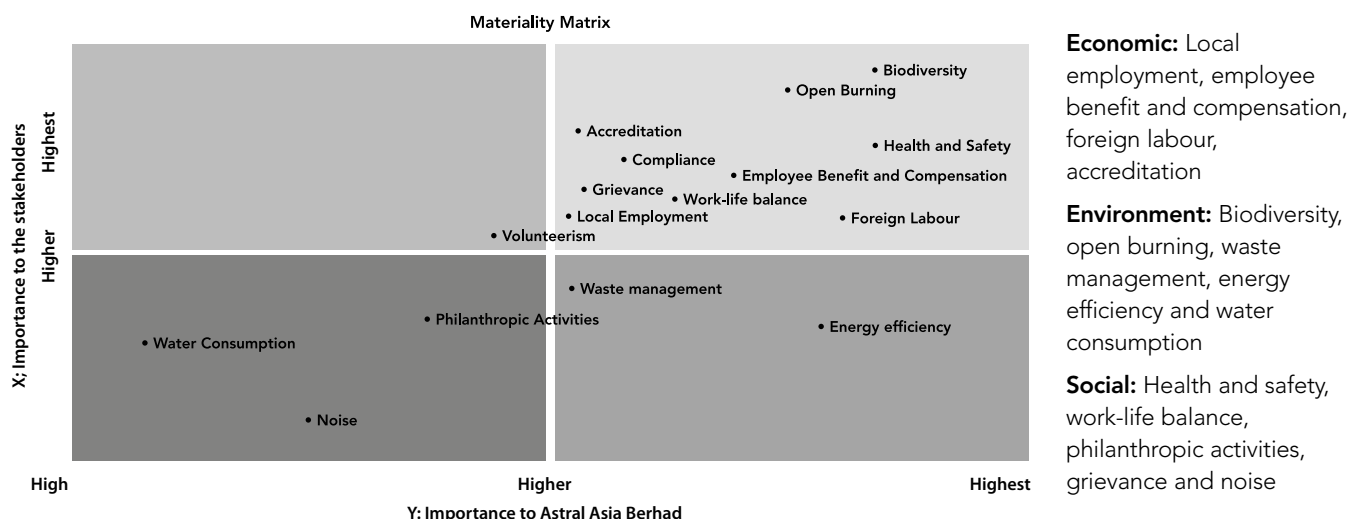 Materiality Matrix
X; Importance to the stakeholders
Highest
Higher
• Biodiversity
• Open Burning
• Accreditation
• Health and Safety
• Compliance
• Employee Benefit and Compensation
• Grievance
• Work-life balance
• Local Employment
• Foreign Labour
• Volunteerism
• Waste management
• Philanthropic Activities
• Energy efficiency
• Water Consumption
• Noise
High
Higher
Highest
Y: Importance to Astral Asia Berhad
Economic: Local
employment, employee
benefit and compensation,
foreign labour,
accreditation
Environment: Biodiversity,
open burning, waste
management, energy
efficiency and water
consumption
Social: Health and safety,
work-life balance,
philanthropic activities,
grievance and noise